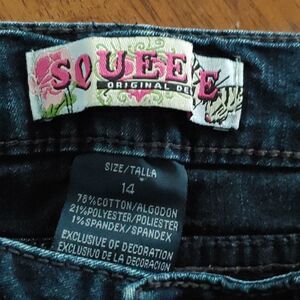 SQUEEZE
ORIGINAL DE
SIZE/TALLA
14
78%COTTON/ALGODON
21%POLYESTER/POLIESTER
1%SPANDEX/SPANDEX
EXCLUSIVE OF DECORATION
EXCLUSIVO DE LA DECORACION